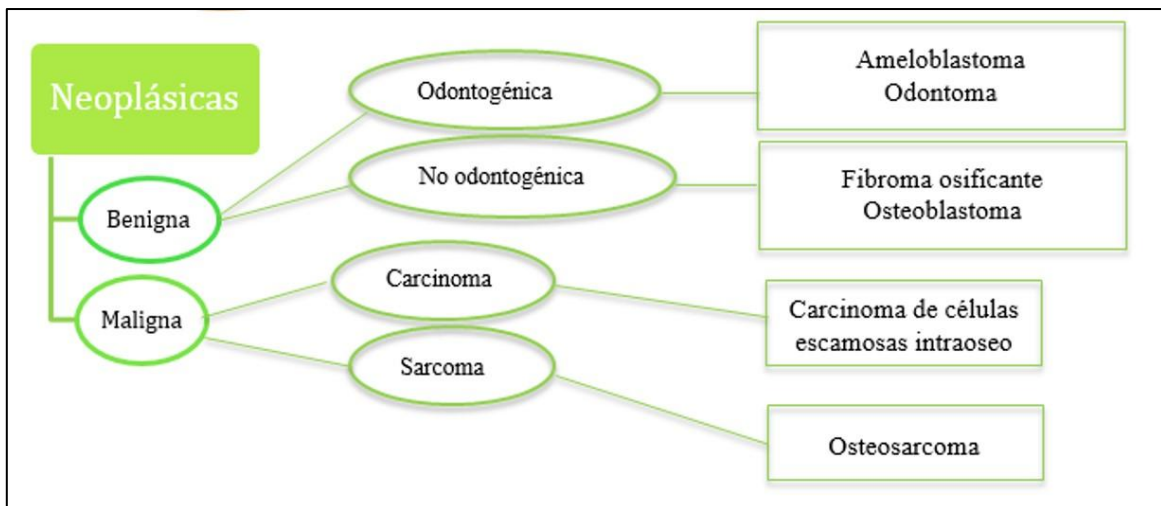 Neoplásicas
Benigna
Odontogénica
Ameloblastoma
Odontoma
No odontogénica
Fibroma osificante
Osteoblastoma
Maligna
Carcinoma
Carcinoma de células
escamosas intraoseo
Sarcoma
Osteosarcoma